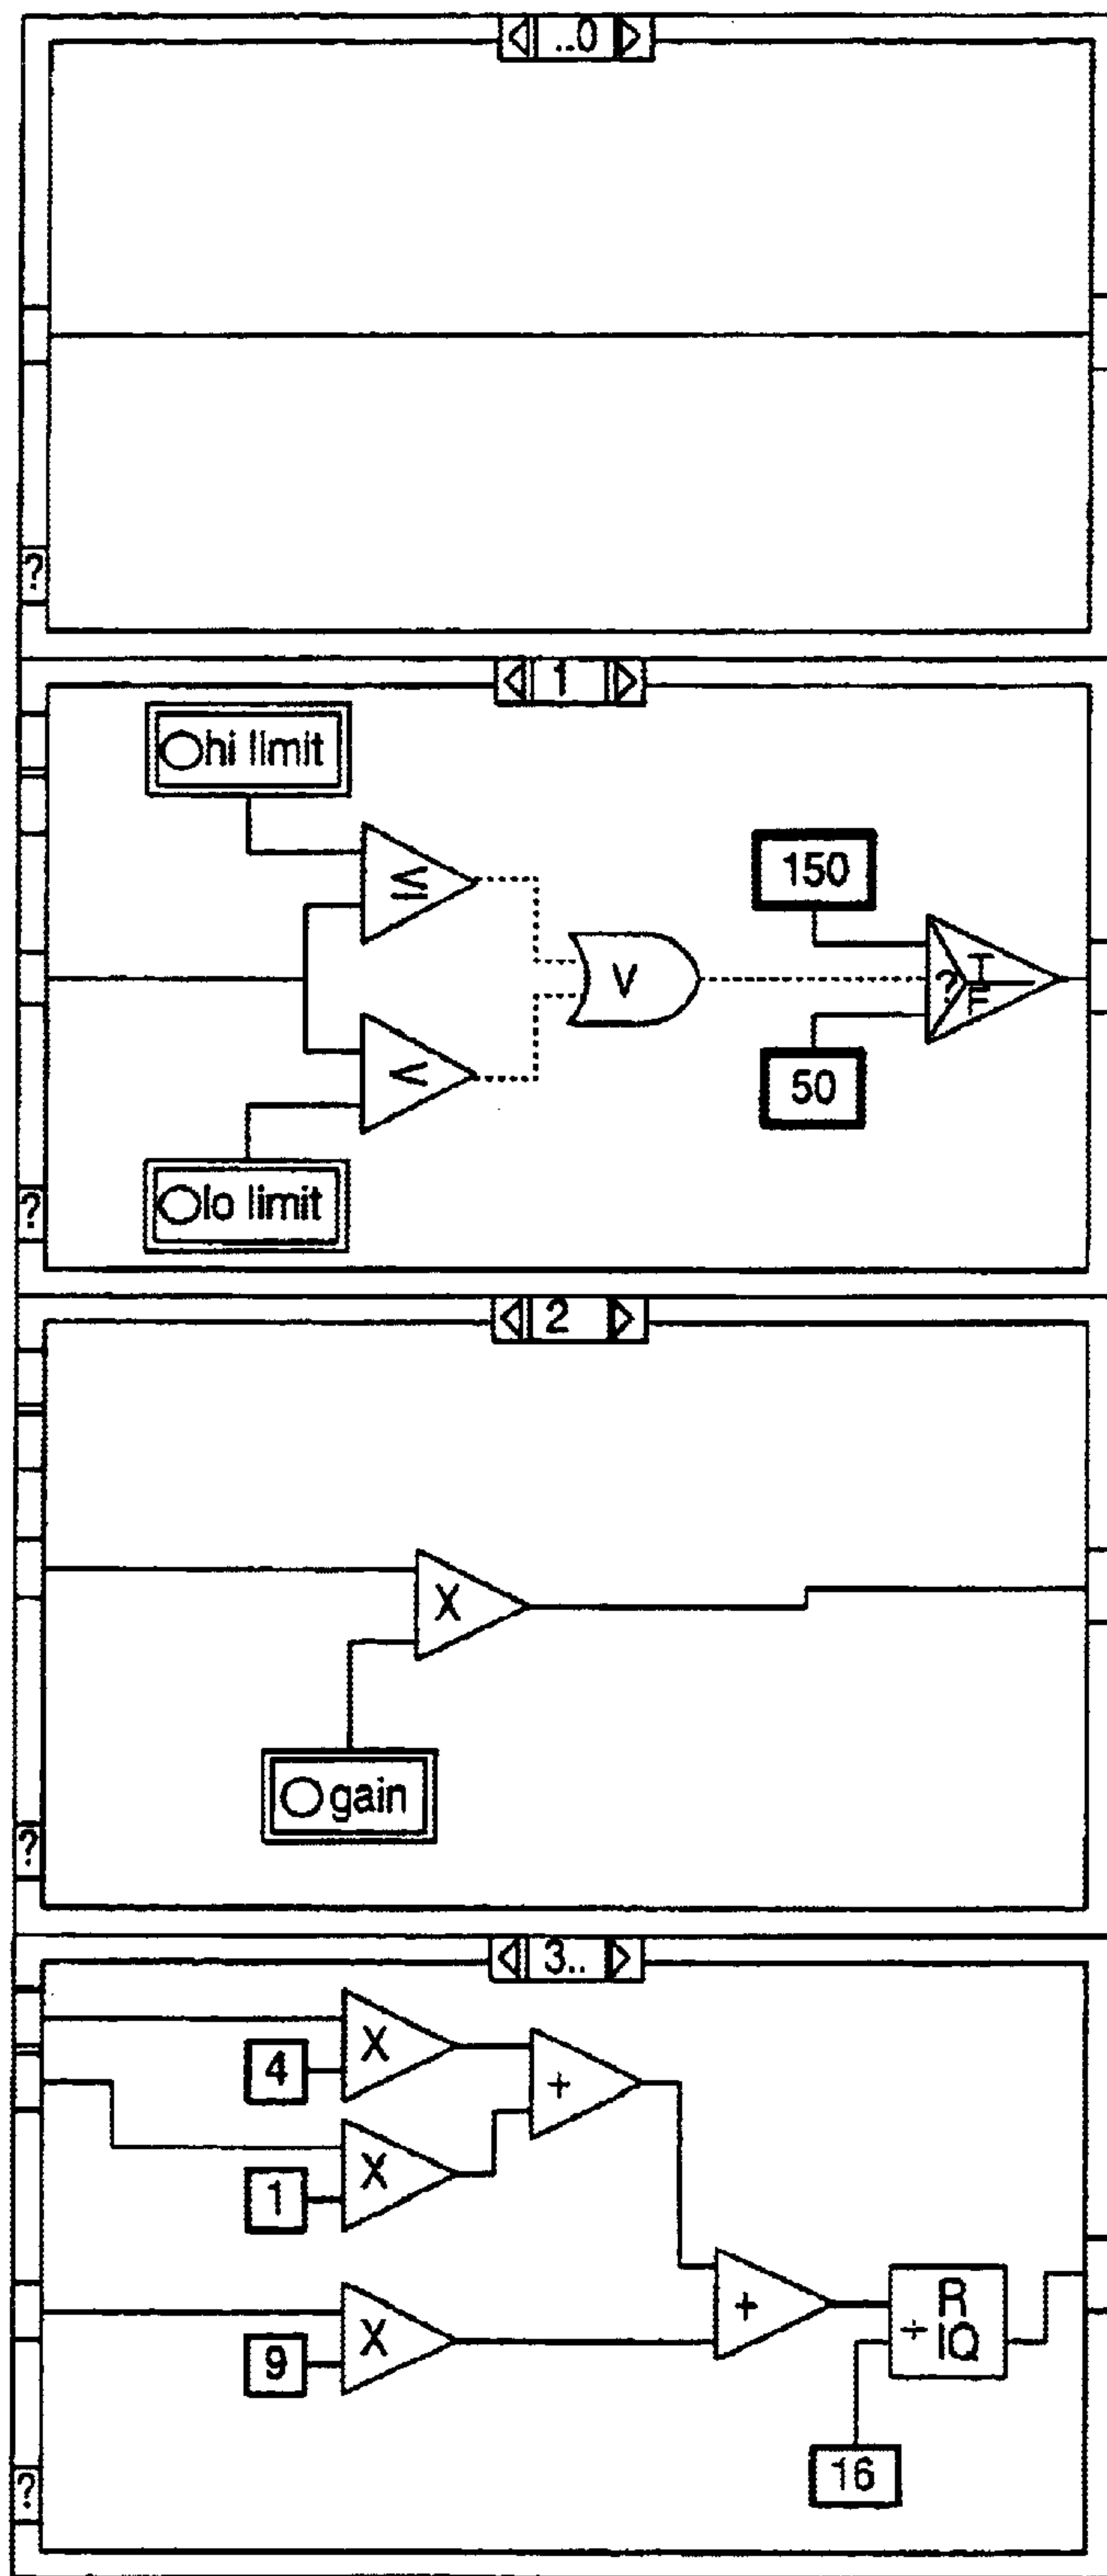 ..0
?
1
hi limit
≤
150
V
? T
F
<
50
lo limit
?
2
X
gain
?
3..
X
4
+
X
1
+
R
÷ IQ
X
9
16
?